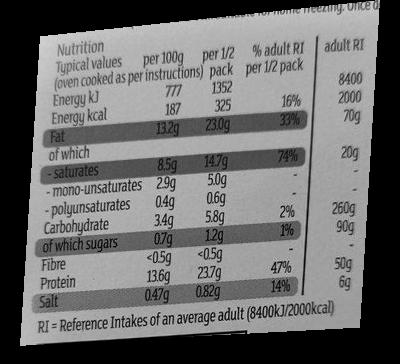 for home freezing. Once d
Nutrition
Typical values per 100g per 1/2 % adult RI adult RI
(oven cooked as per instructions) pack per 1/2 pack
Energy kJ 777 1352 8400
Energy kcal 187 325 16% 2000
Fat 13.2g 23.0g 33% 70g
of which
- saturates 8.5g 14.7g 74% 20g
- mono-unsaturates 2.9g 5.0g - -
- polyunsaturates 0.4g 0.6g - -
Carbohydrate 3.4g 5.8g 2% 260g
of which sugars 0.7g 1.2g 1% 90g
Fibre <0.5g <0.5g - -
Protein 13.6g 23.7g 47% 50g
Salt 0.47g 0.82g 14% 6g
RI = Reference Intakes of an average adult (8400kJ/2000kcal)